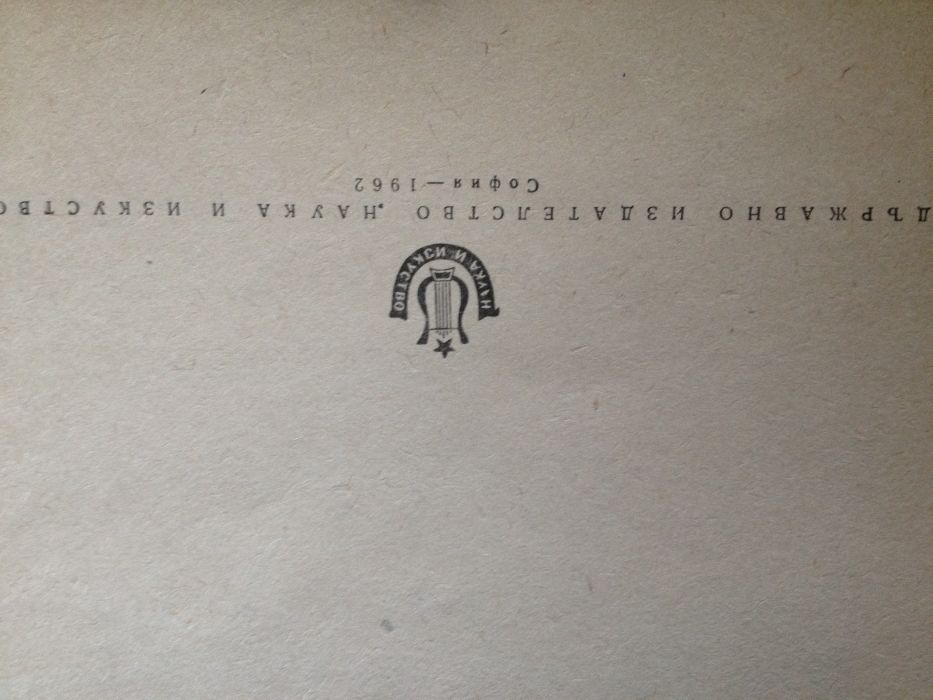 НАУКА И ИЗКУСТВО
ДЪРЖАВНО ИЗДАТЕЛСТВО „НАУКА И ИЗКУСТВО
София — 1962